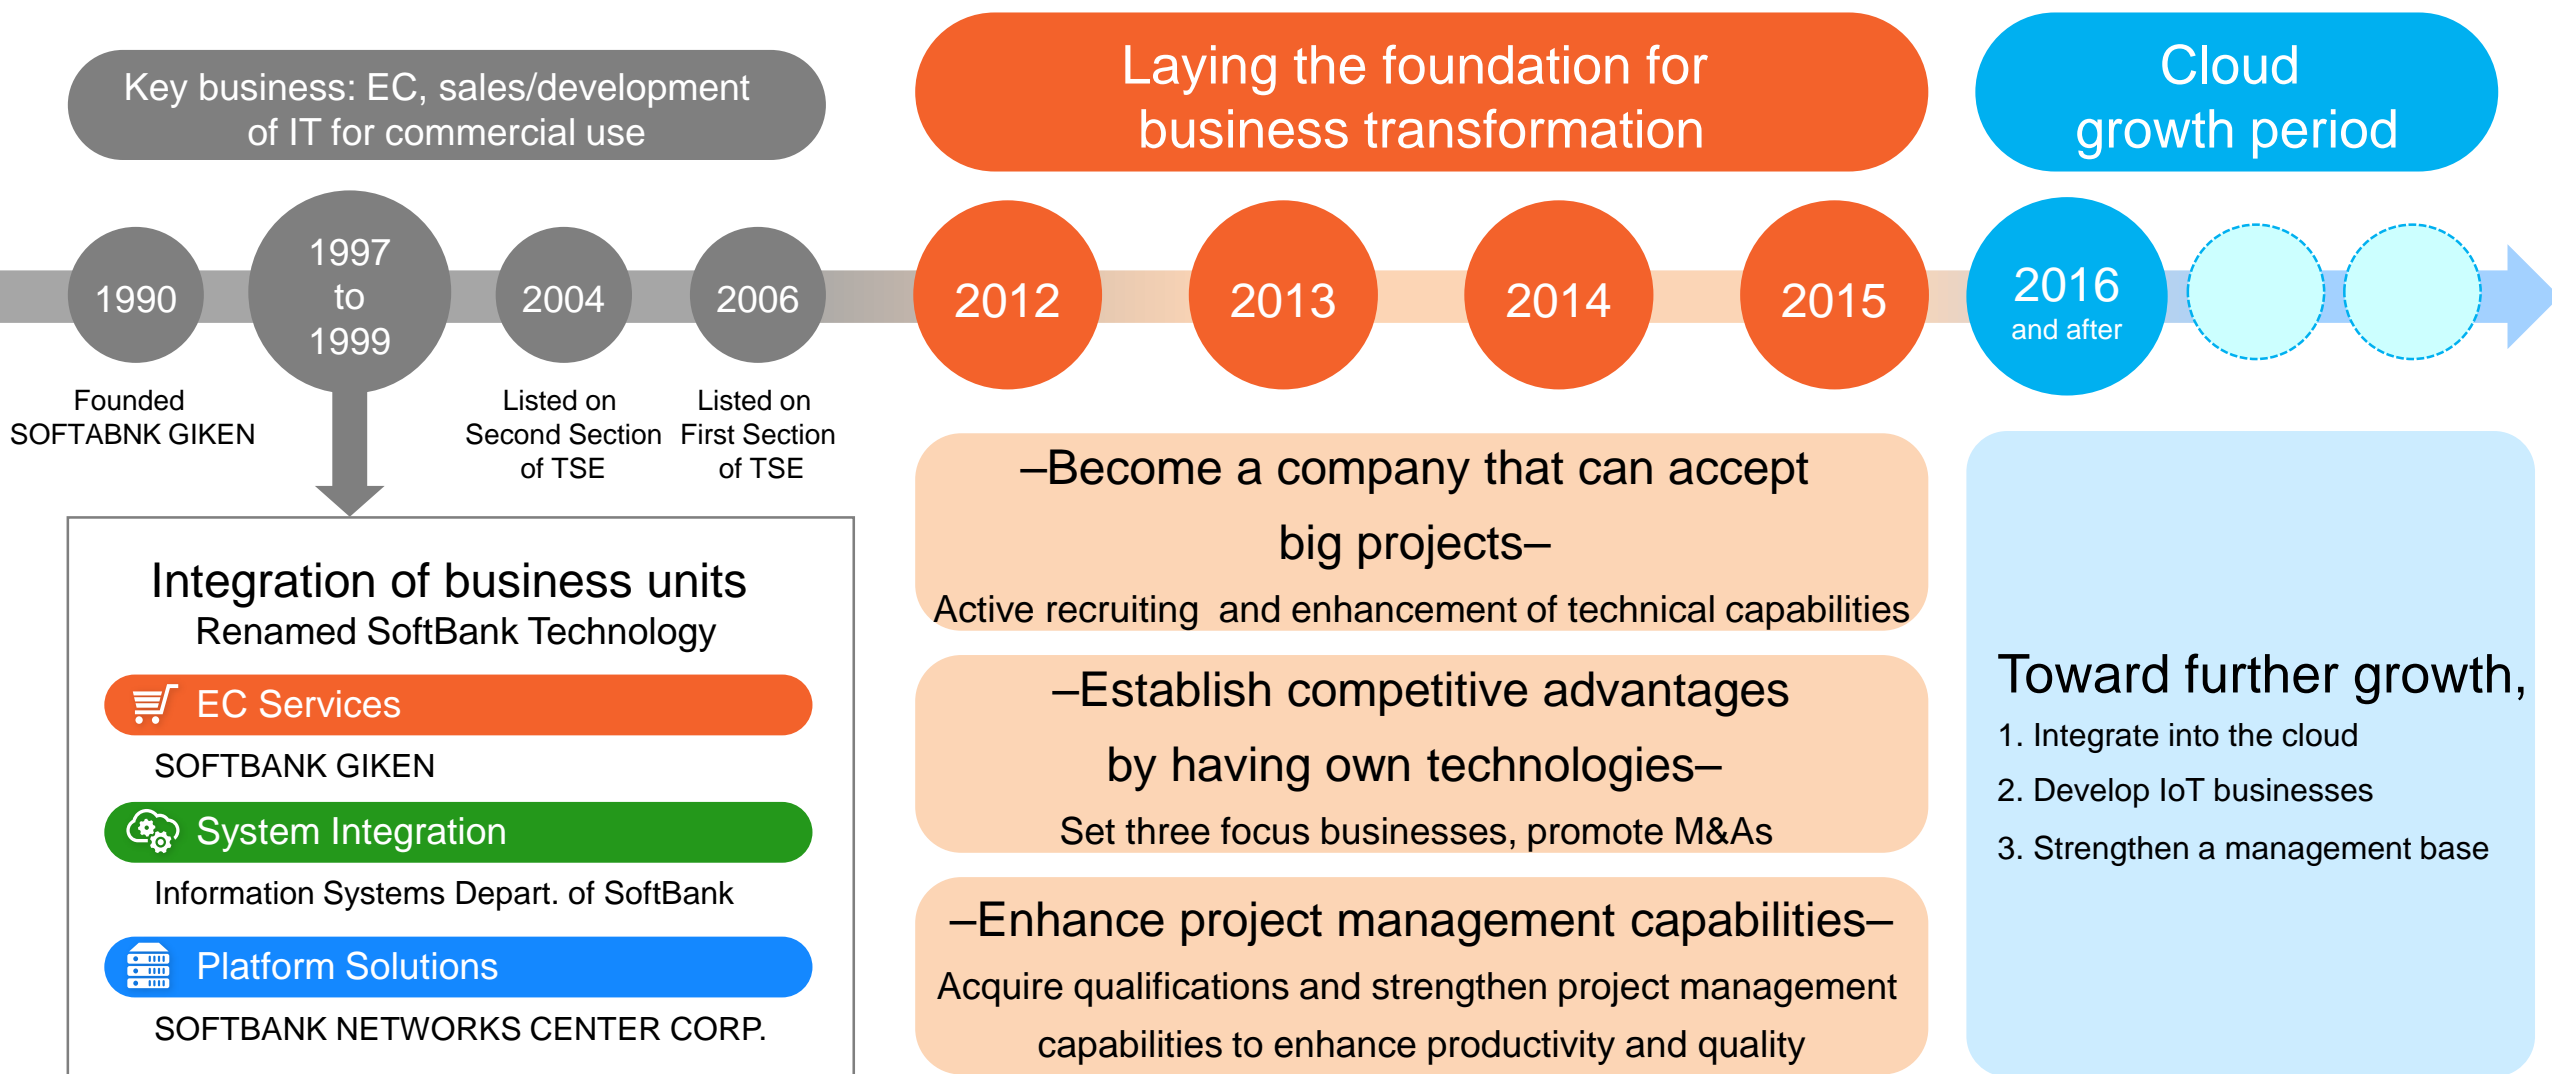 Key business: EC, sales/development
of IT for commercial use
Laying the foundation for
business transformation
Cloud
growth period
1990
1997
to
1999
2004
2006
2012
2013
2014
2015
2016
and after
Founded
SOFTABNK GIKEN
Listed on
Second Section
of TSE
Listed on
First Section
of TSE
Integration of business units
Renamed SoftBank Technology
EC Services
SOFTBANK GIKEN
System Integration
Information Systems Depart. of SoftBank
Platform Solutions
SOFTBANK NETWORKS CENTER CORP.
–Become a company that can accept
big projects–
Active recruiting and enhancement of technical capabilities
–Establish competitive advantages
by having own technologies–
Set three focus businesses, promote M&As
–Enhance project management capabilities–
Acquire qualifications and strengthen project management
capabilities to enhance productivity and quality
Toward further growth,
1. Integrate into the cloud
2. Develop IoT businesses
3. Strengthen a management base